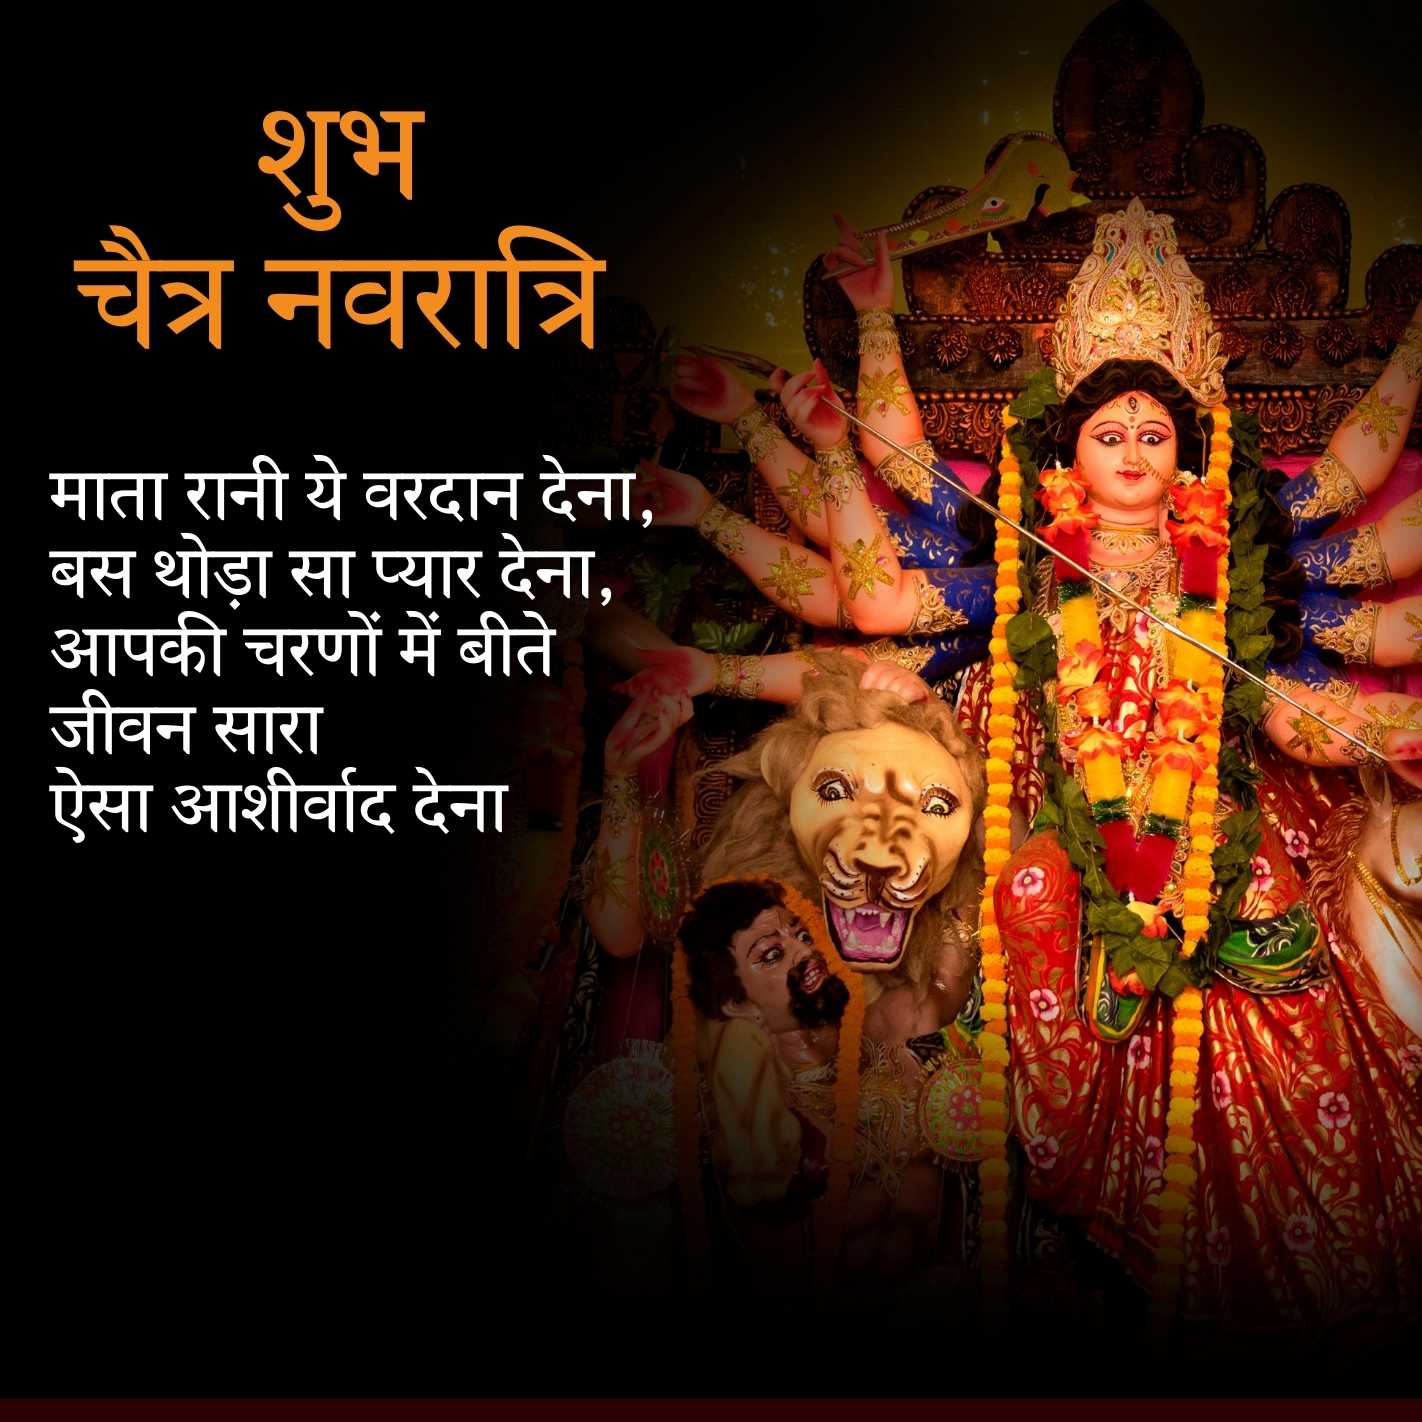 शुभ
चैत्र नवरात्रि
माता रानी ये वरदान देना,
बस थोड़ा सा प्यार देना,
आपकी चरणों में बीते
जीवन सारा
ऐसा आशीर्वाद देना